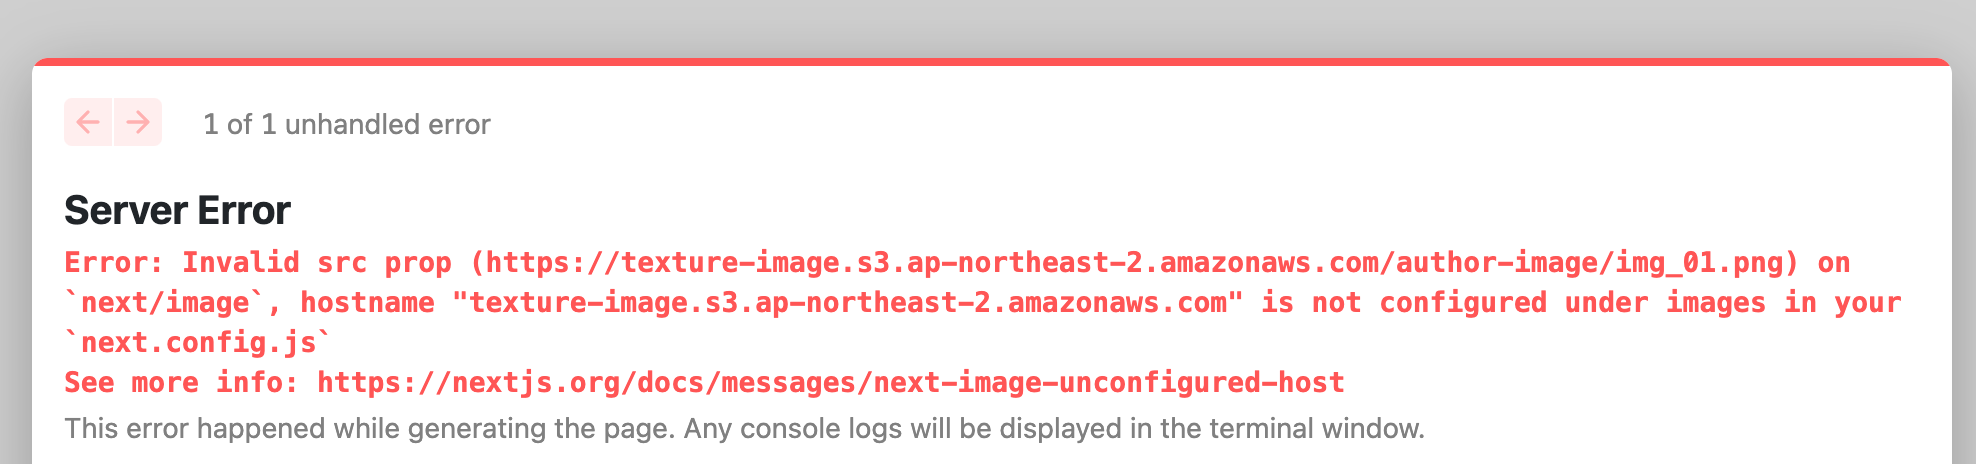 1 of 1 unhandled error
Server Error
Error: Invalid src prop (https://texture-image.s3.ap-northeast-2.amazonaws.com/author-image/img_01.png) on
`next/image`, hostname "texture-image.s3.ap-northeast-2.amazonaws.com" is not configured under images in your
`next.config.js`
See more info: https://nextjs.org/docs/messages/next-image-unconfigured-host
This error happened while generating the page. Any console logs will be displayed in the terminal window.